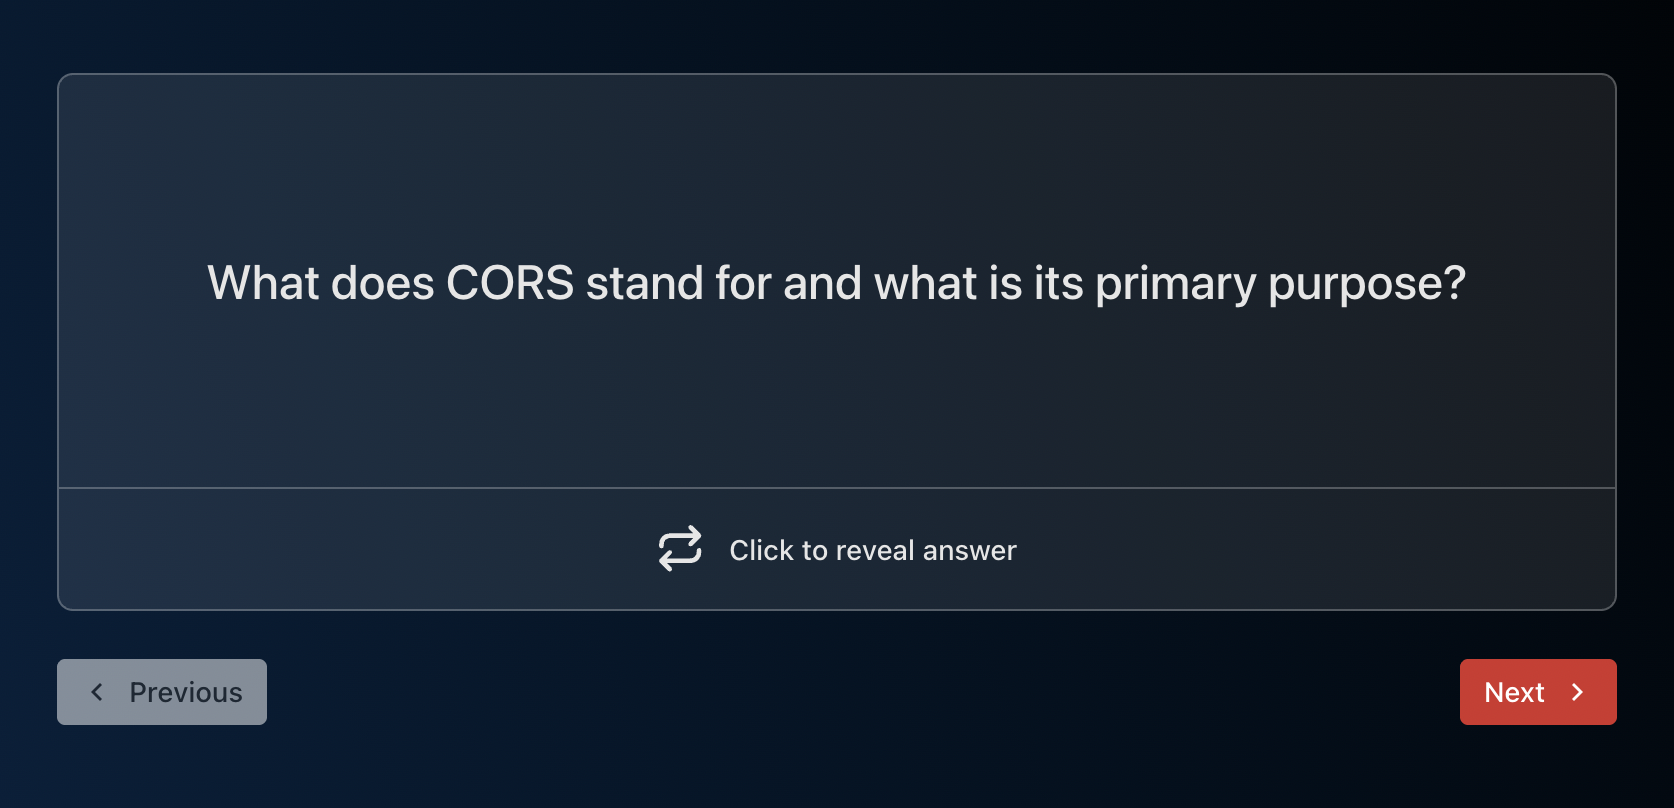 What does CORS stand for and what is its primary purpose?
Click to reveal answer
Previous
Next